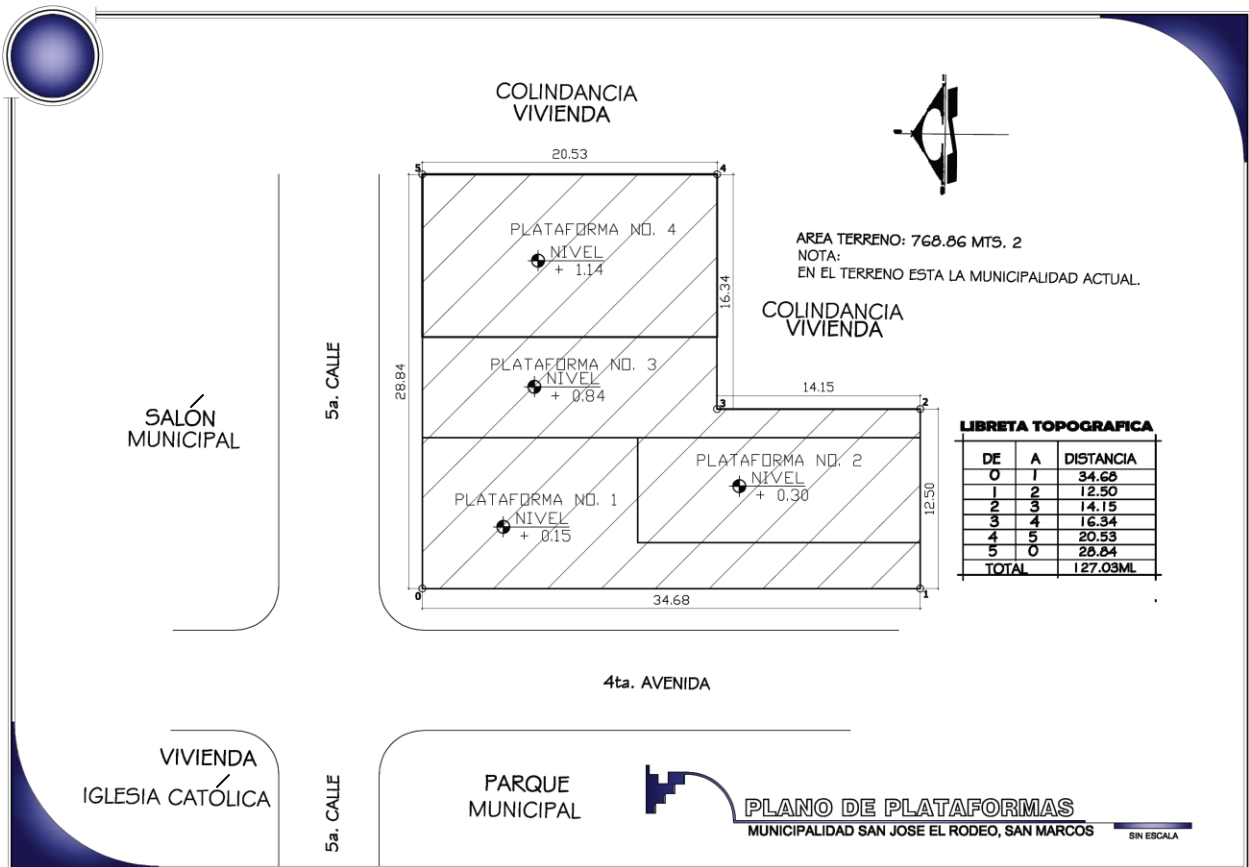 COLINDANCIA
VIVIENDA
20.53
5
4
PLATAFORMA NO. 4
NIVEL
+ 1.14
AREA TERRENO: 768.86 MTS. 2
NOTA:
EN EL TERRENO ESTA LA MUNICIPALIDAD ACTUAL.
16.34
COLINDANCIA
VIVIENDA
5a. CALLE
28.84
PLATAFORMA NO. 3
NIVEL
+ 0.84
14.15
3
2
SALÓN
MUNICIPAL
PLATAFORMA NO. 2
NIVEL
+ 0.30
12.50
PLATAFORMA NO. 1
NIVEL
+ 0.15
0
1
34.68
LIBRETA TOPOGRAFICA
DE A DISTANCIA
0 1 34.68
1 2 12.50
2 3 14.15
3 4 16.34
4 5 20.53
5 0 28.84
TOTAL 127.03ML
4ta. AVENIDA
VIVIENDA
IGLESIA CATÓLICA
5a. CALLE
PARQUE
MUNICIPAL
PLANO DE PLATAFORMAS
MUNICIPALIDAD SAN JOSE EL RODEO, SAN MARCOS
SIN ESCALA